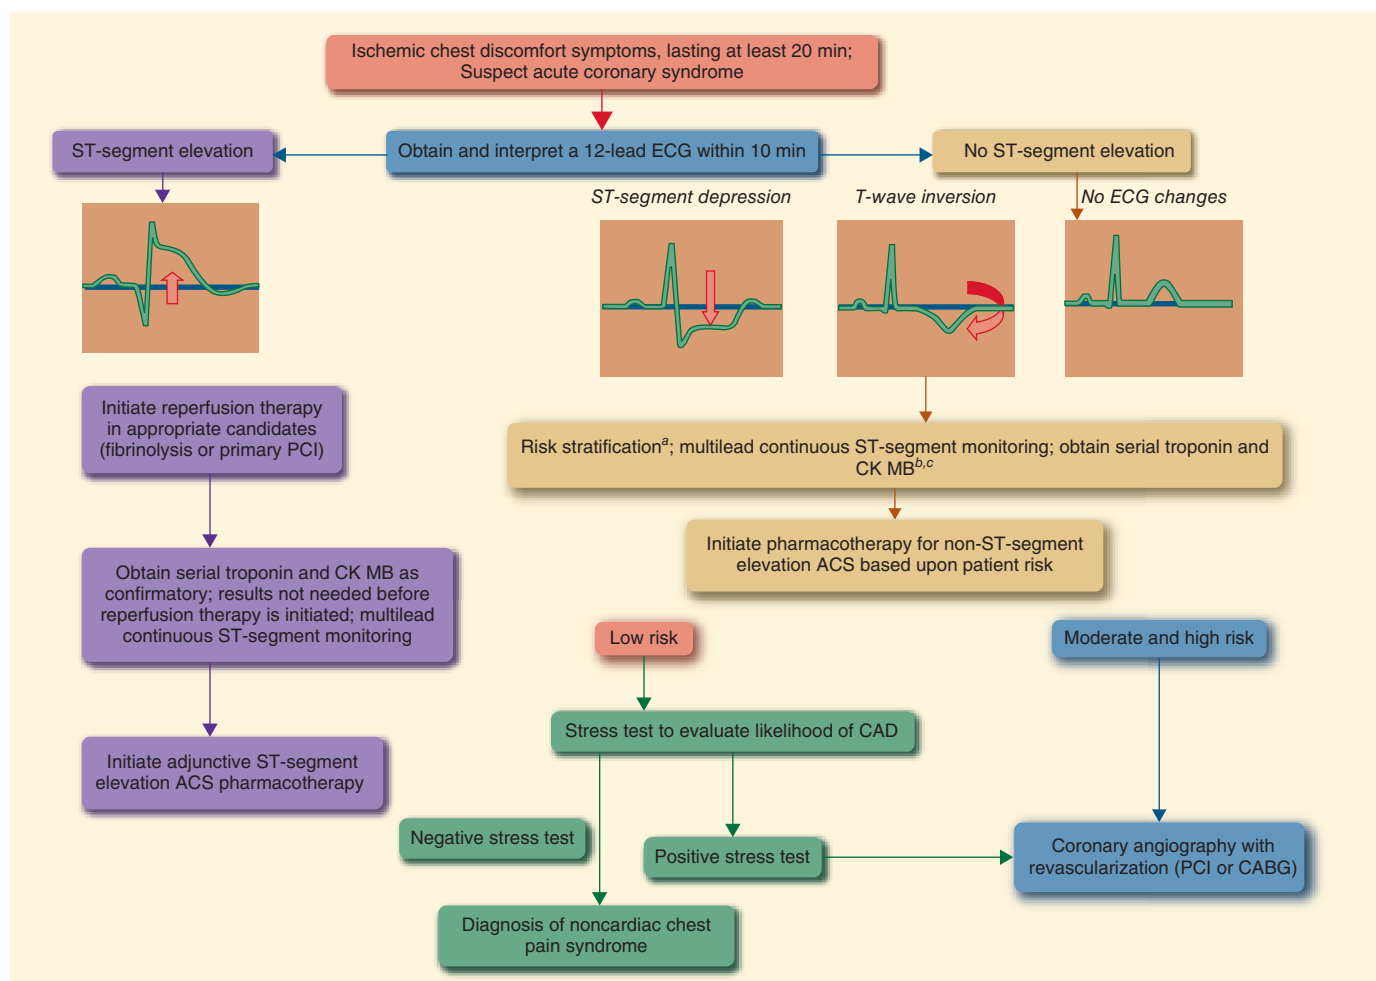 Ischemic chest discomfort symptoms, lasting at least 20 min;
Suspect acute coronary syndrome
ST-segment elevation
Obtain and interpret a 12-lead ECG within 10 min
No ST-segment elevation
ST-segment depression
T-wave inversion
No ECG changes
Initiate reperfusion therapy
in appropriate candidates
(fibrinolysis or primary PCI)
Risk stratificationᵃ; multilead continuous ST-segment monitoring; obtain serial troponin and
CK MBᵇ,ᶜ
Initiate pharmacotherapy for non-ST-segment
elevation ACS based upon patient risk
Obtain serial troponin and CK MB as
confirmatory; results not needed before
reperfusion therapy is initiated; multilead
continuous ST-segment monitoring
Low risk
Moderate and high risk
Stress test to evaluate likelihood of CAD
Initiate adjunctive ST-segment
elevation ACS pharmacotherapy
Negative stress test
Positive stress test
Coronary angiography with
revascularization (PCI or CABG)
Diagnosis of noncardiac chest
pain syndrome